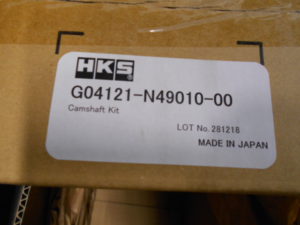 HKS
G04121-N49010-00
Camshaft Kit
LOT No. 281218
MADE IN JAPAN